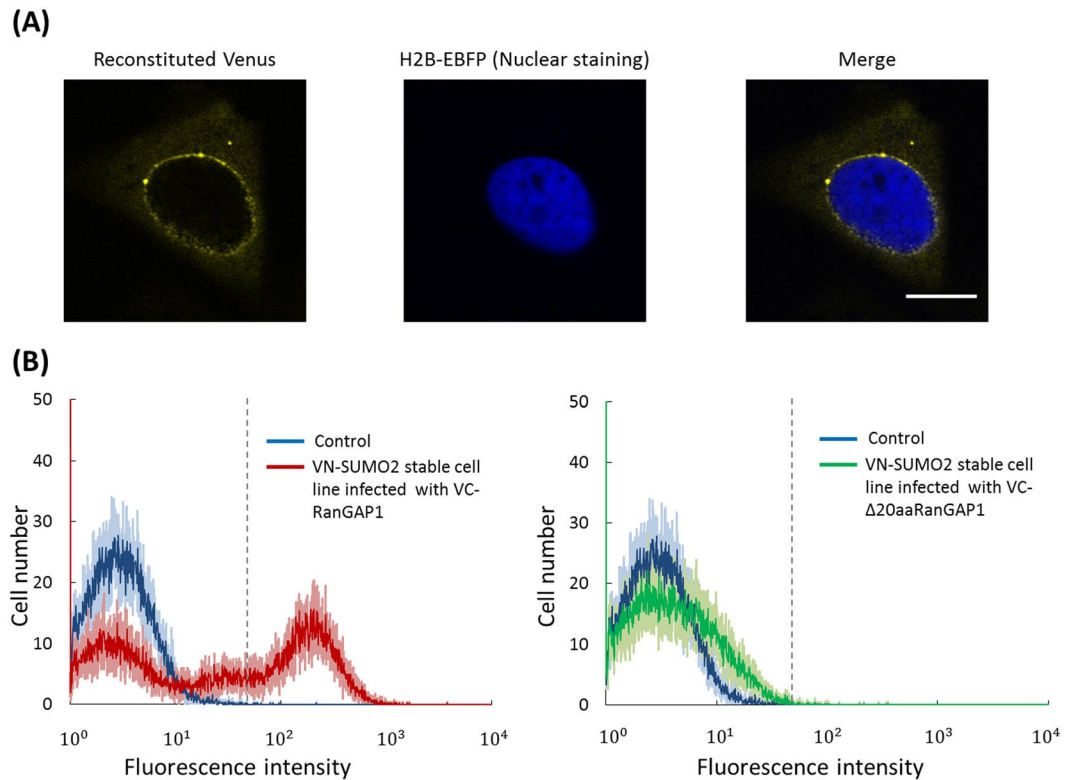 (A)
Reconstituted Venus
H2B-EBFP (Nuclear staining)
Merge
(B)
50
40
30
20
10
0
Cell number
Control
VN-SUMO2 stable cell
line infected with VC-
RanGAP1
10⁰
10¹
10²
10³
10⁴
Fluorescence intensity
50
40
30
20
10
0
Cell number
Control
VN-SUMO2 stable cell
line infected with VC-
Δ20aaRanGAP1
10⁰
10¹
10²
10³
10⁴
Fluorescence intensity